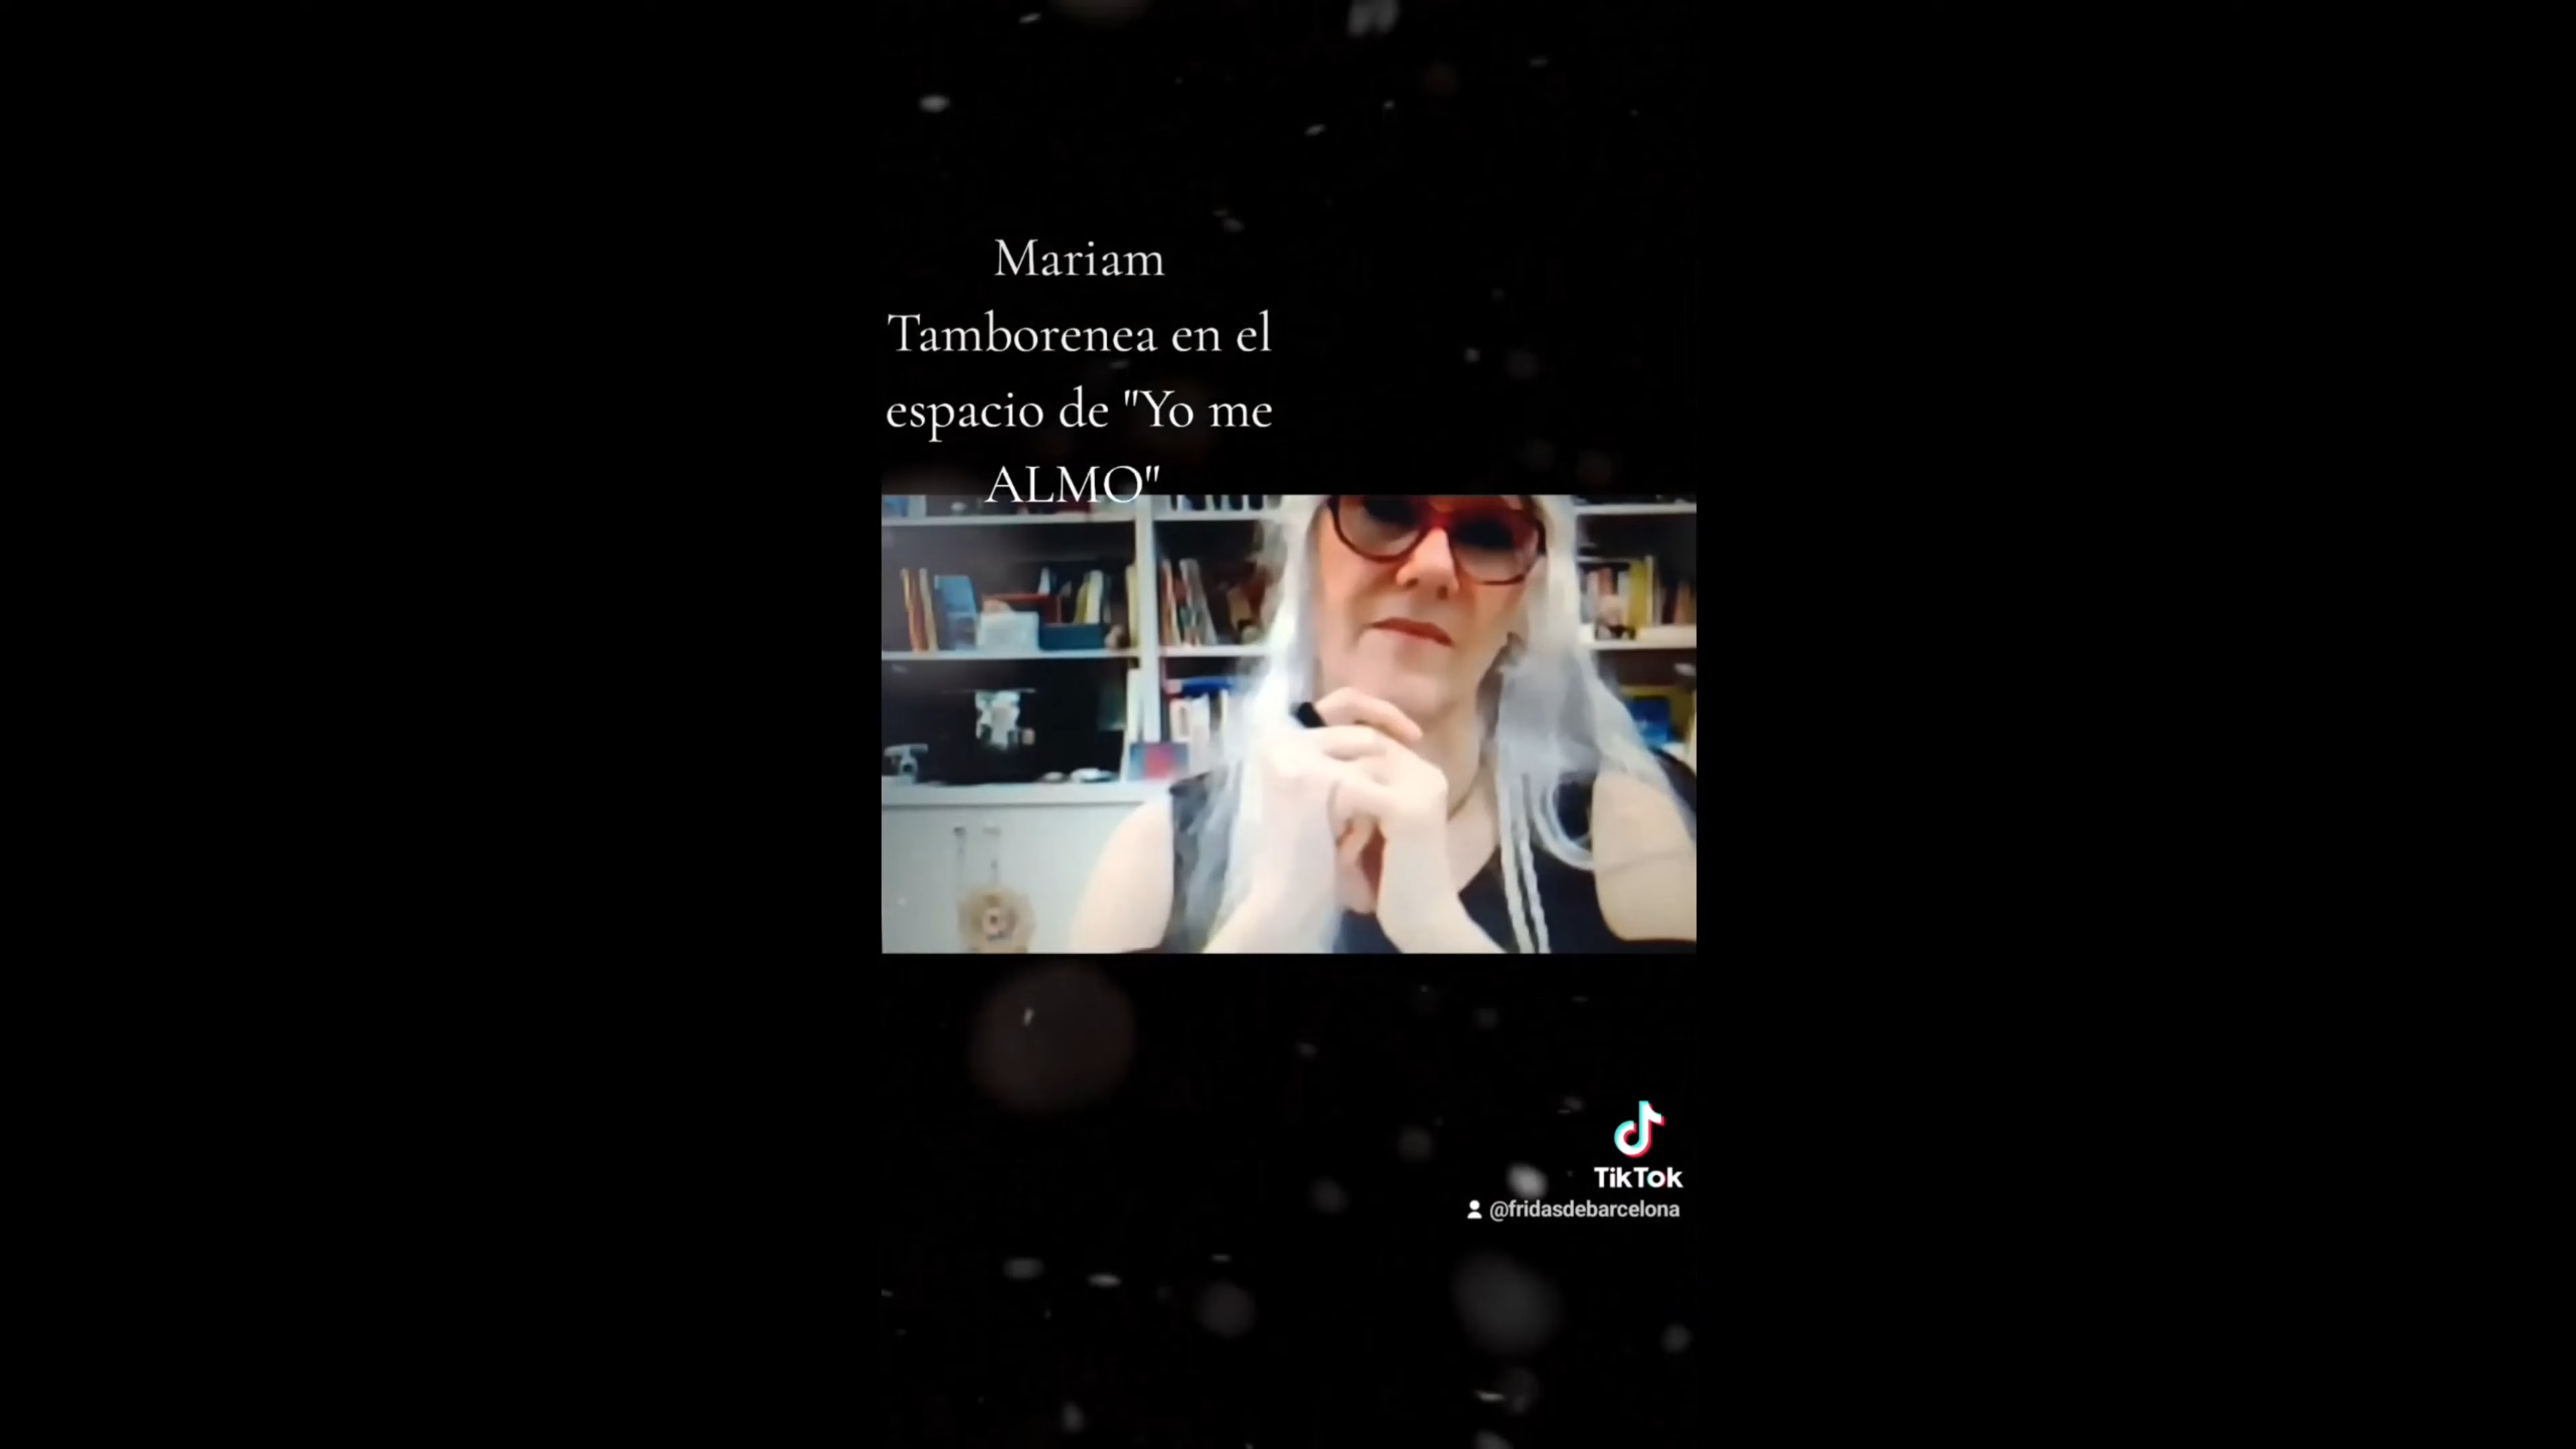 Mariam
Tamborenea en el
espacio de "Yo me
ALMO"
TikTok
@fridasdebarcelona